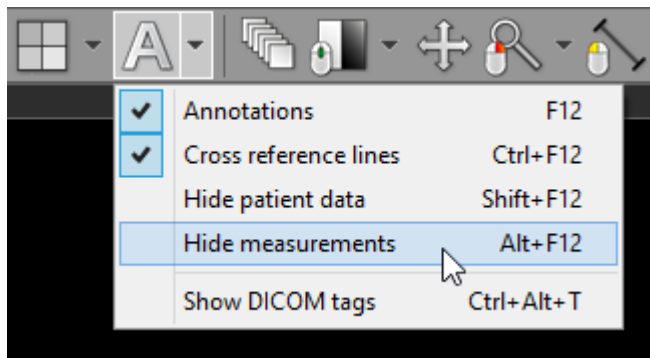 A
Annotations F12
Cross reference lines Ctrl+F12
Hide patient data Shift+F12
Hide measurements Alt+F12
Show DICOM tags Ctrl+Alt+T